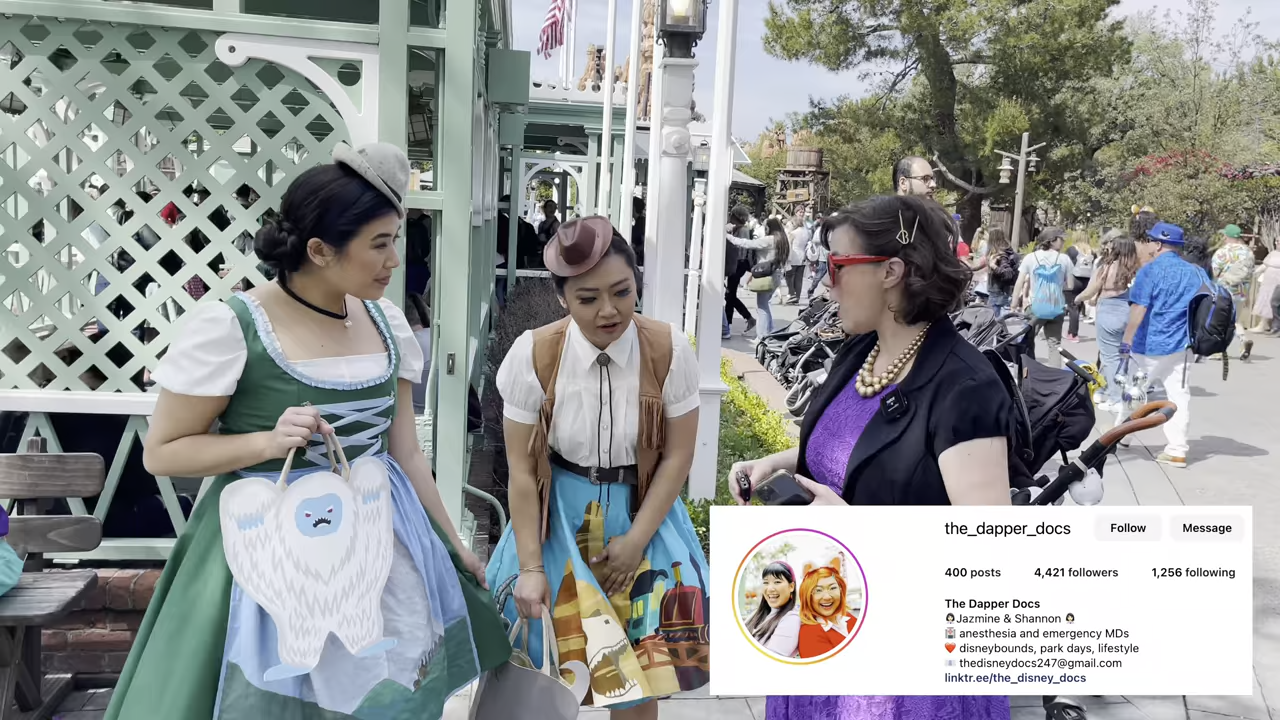 the_dapper_docs
Follow
Message
400 posts
4,421 followers
1,256 following
The Dapper Docs
Jazmine & Shannon
anesthesia and emergency MDs
disneybounds, park days, lifestyle
thedisneydocs247@gmail.com
linktr.ee/the_disney_docs